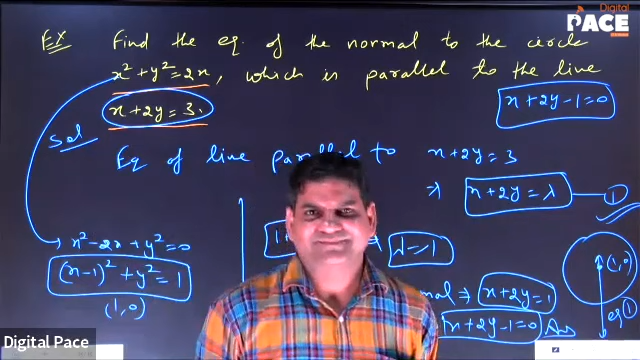 Digital
PACE
Ex Find the eq. of the normal to the circle
x² + y² = 2x, which is parallel to the line
x + 2y = 3.
x + 2y - 1 = 0
Sol
Eq of line parallel to x + 2y = 3
⇒ x + 2y = λ —①
x² - 2x + y² = 0
(x-1)² + y² = 1
(1,0)
λ = 1
(1,0)
⇒ x + 2y = 1
x + 2y - 1 = 0 Ans
eq ①
Digital Pace